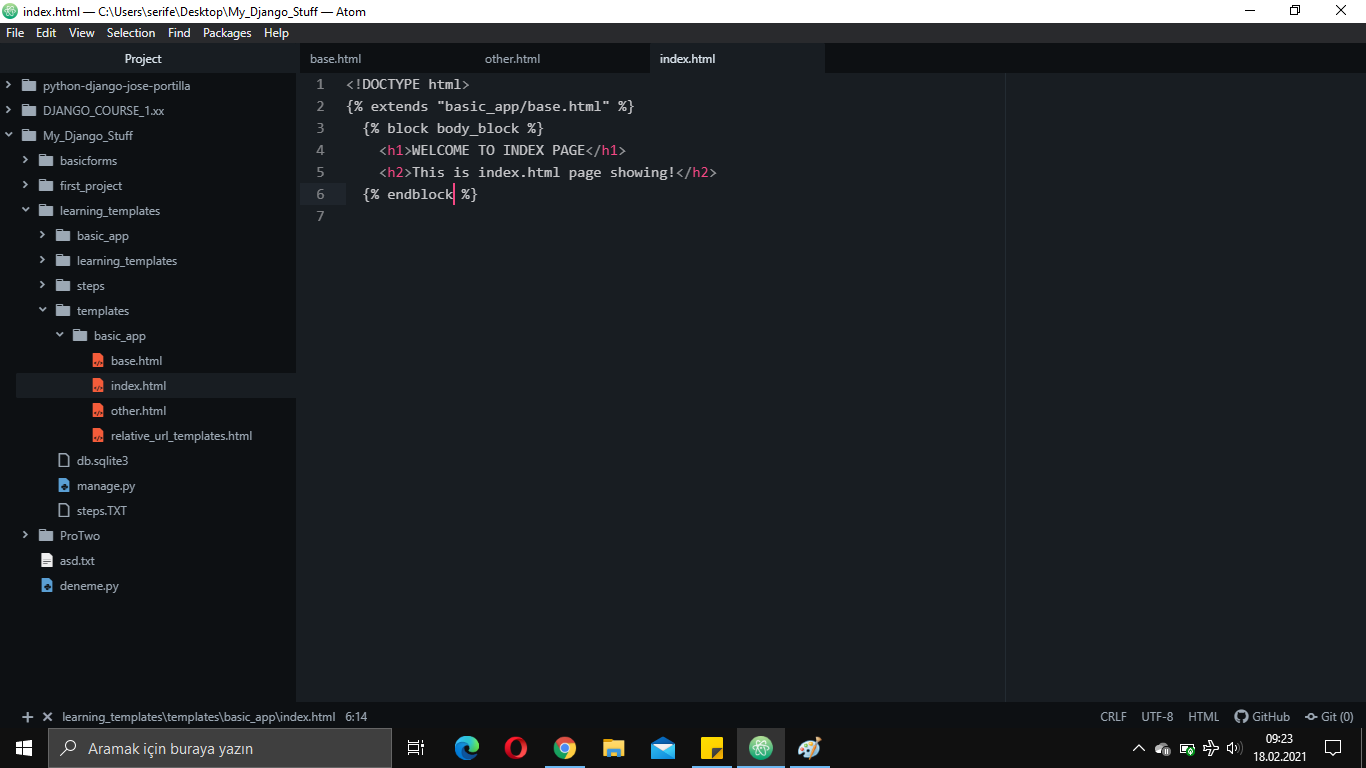 index.html — C:\Users\serife\Desktop\My_Django_Stuff — Atom
File Edit View Selection Find Packages Help
Project
python-django-jose-portilla
DJANGO_COURSE_1.xx
My_Django_Stuff
basicforms
first_project
learning_templates
basic_app
learning_templates
steps
templates
basic_app
base.html
index.html
other.html
relative_url_templates.html
db.sqlite3
manage.py
steps.TXT
ProTwo
asd.txt
deneme.py
base.html other.html index.html
1 <!DOCTYPE html>
2 {% extends "basic_app/base.html" %}
3 {% block body_block %}
4 <h1>WELCOME TO INDEX PAGE</h1>
5 <h2>This is index.html page showing!</h2>
6 {% endblock %}
7
learning_templates\templates\basic_app\index.html 6:14
CRLF UTF-8 HTML GitHub Git (0)
Aramak için buraya yazın
09:23
18.02.2021